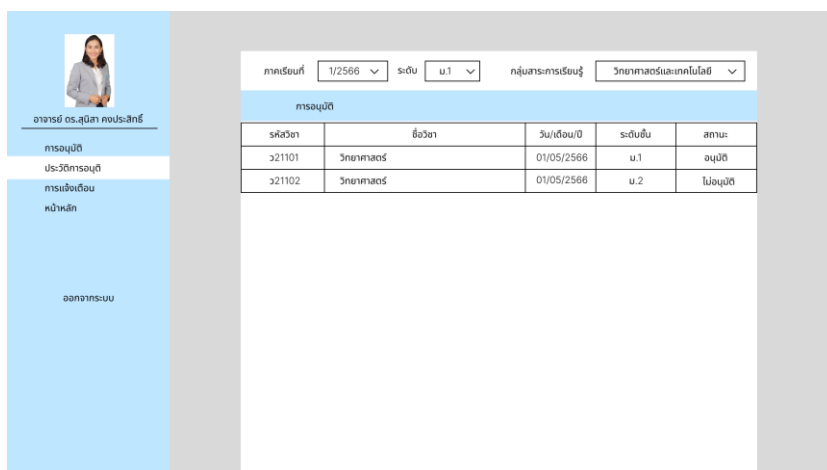 อาจารย์ ดร.สุนิสา คงประสิทธิ์
การอนุมัติ
ประวัติการอนุติ
การแจ้งเตือน
หน้าหลัก
ออกจากระบบ
ภาคเรียนที่ 1/2566 ระดับ ม.1 กลุ่มสาระการเรียนรู้ วิทยาศาสตร์และเทคโนโลยี
การอนุมัติ
รหัสวิชา ชื่อวิชา วัน/เดือน/ปี ระดับชั้น สถานะ
ว21101 วิทยาศาสตร์ 01/05/2566 ม.1 อนุมัติ
ว21102 วิทยาศาสตร์ 01/05/2566 ม.2 ไม่อนุมัติ